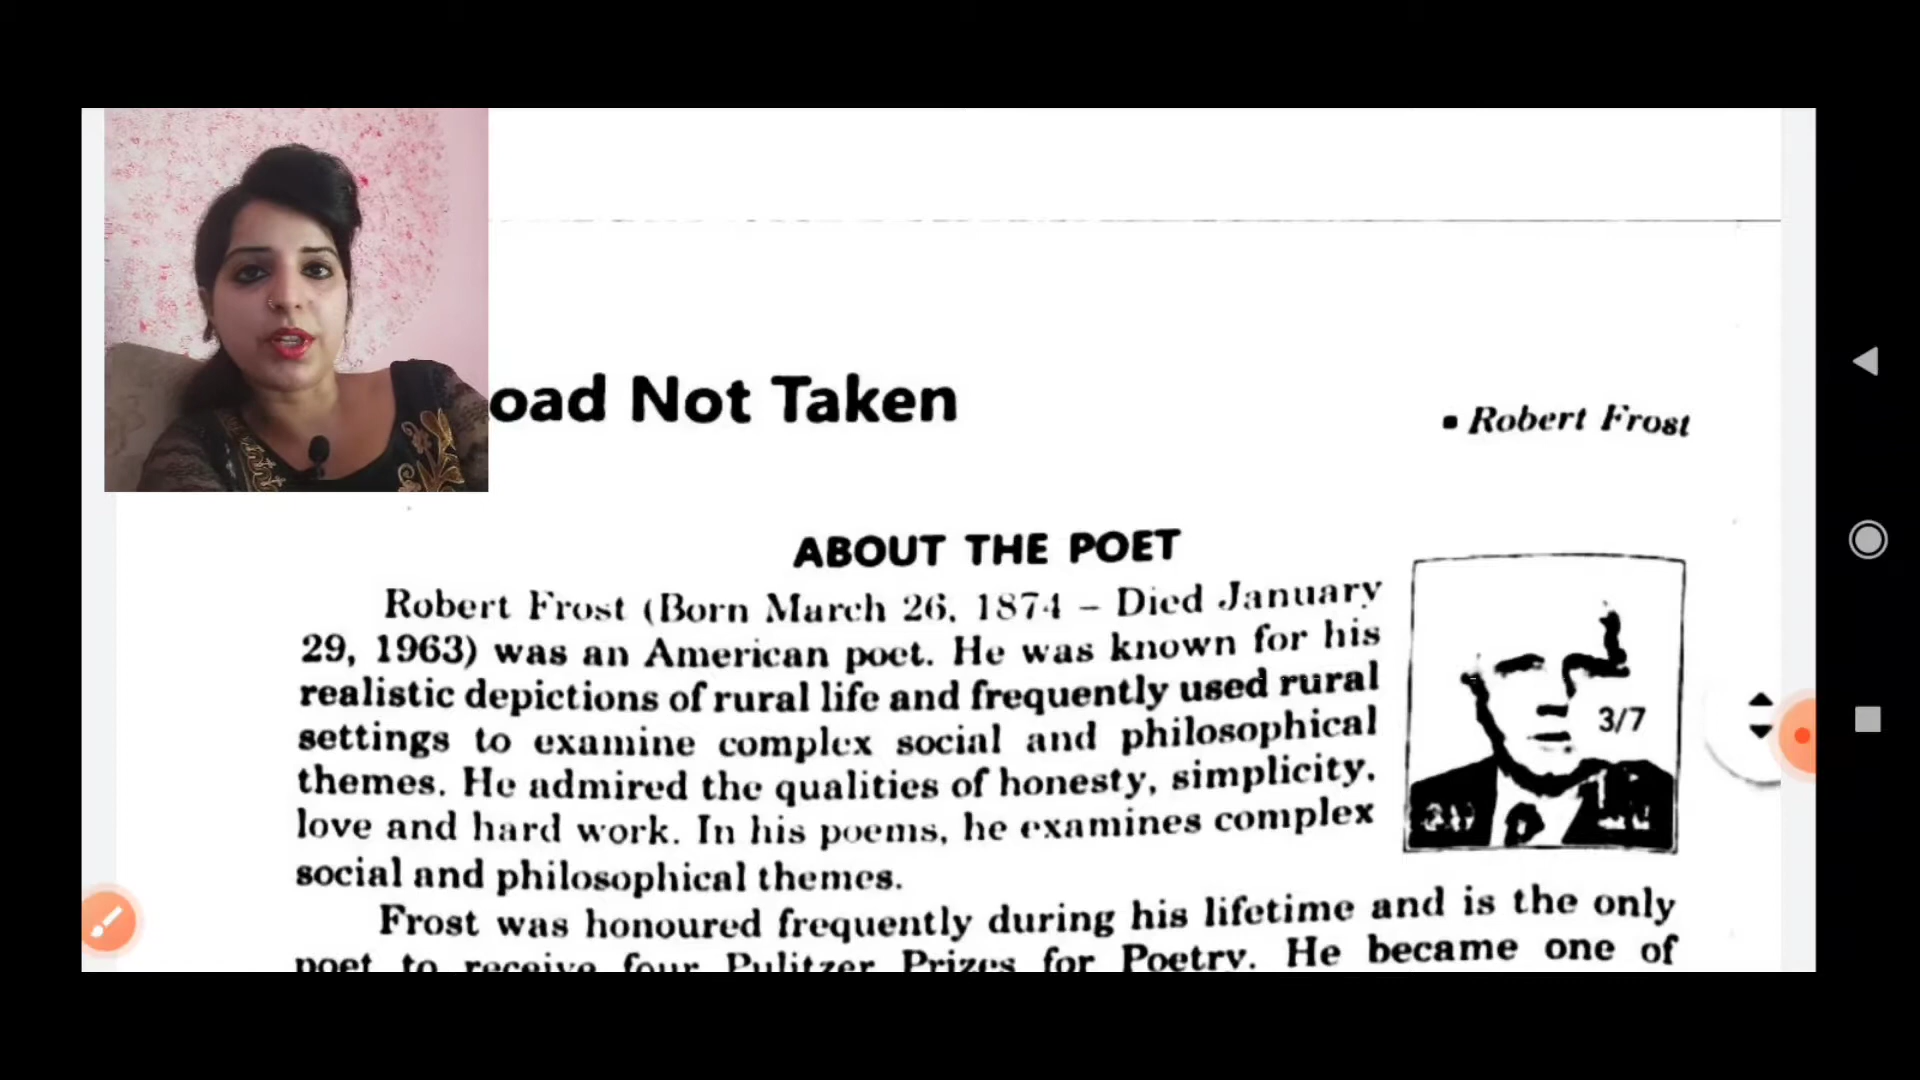 oad Not Taken
▪ Robert Frost
ABOUT THE POET
Robert Frost (Born March 26, 1874 – Died January
29, 1963) was an American poet. He was known for his
realistic depictions of rural life and frequently used rural
settings to examine complex social and philosophical
themes. He admired the qualities of honesty, simplicity,
love and hard work. In his poems, he examines complex
social and philosophical themes.
3/7
Frost was honoured frequently during his lifetime and is the only
poet to receive four Pulitzer Prizes for Poetry. He became one of